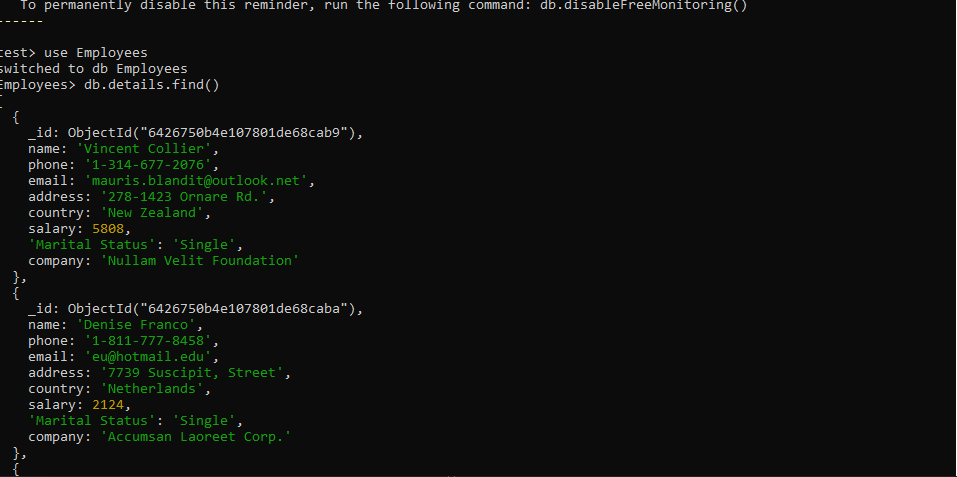 To permanently disable this reminder, run the following command: db.disableFreeMonitoring()
------
test> use Employees
switched to db Employees
Employees> db.details.find()
[
{
_id: ObjectId("6426750b4e107801de68cab9"),
name: 'Vincent Collier',
phone: '1-314-677-2076',
email: 'mauris.blandit@outlook.net',
address: '278-1423 Ornare Rd.',
country: 'New Zealand',
salary: 5808,
'Marital Status': 'Single',
company: 'Nullam Velit Foundation'
},
{
_id: ObjectId("6426750b4e107801de68caba"),
name: 'Denise Franco',
phone: '1-811-777-8458',
email: 'eu@hotmail.edu',
address: '7739 Suscipit, Street',
country: 'Netherlands',
salary: 2124,
'Marital Status': 'Single',
company: 'Accumsan Laoreet Corp.'
},
{